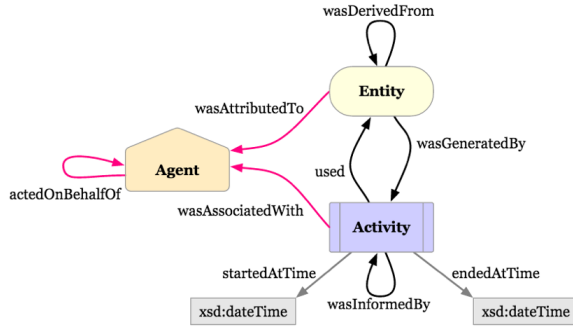 wasDerivedFrom
Entity
wasAttributedTo
wasGeneratedBy
used
Agent
actedOnBehalfOf
wasAssociatedWith
Activity
startedAtTime
endedAtTime
wasInformedBy
xsd:dateTime
xsd:dateTime